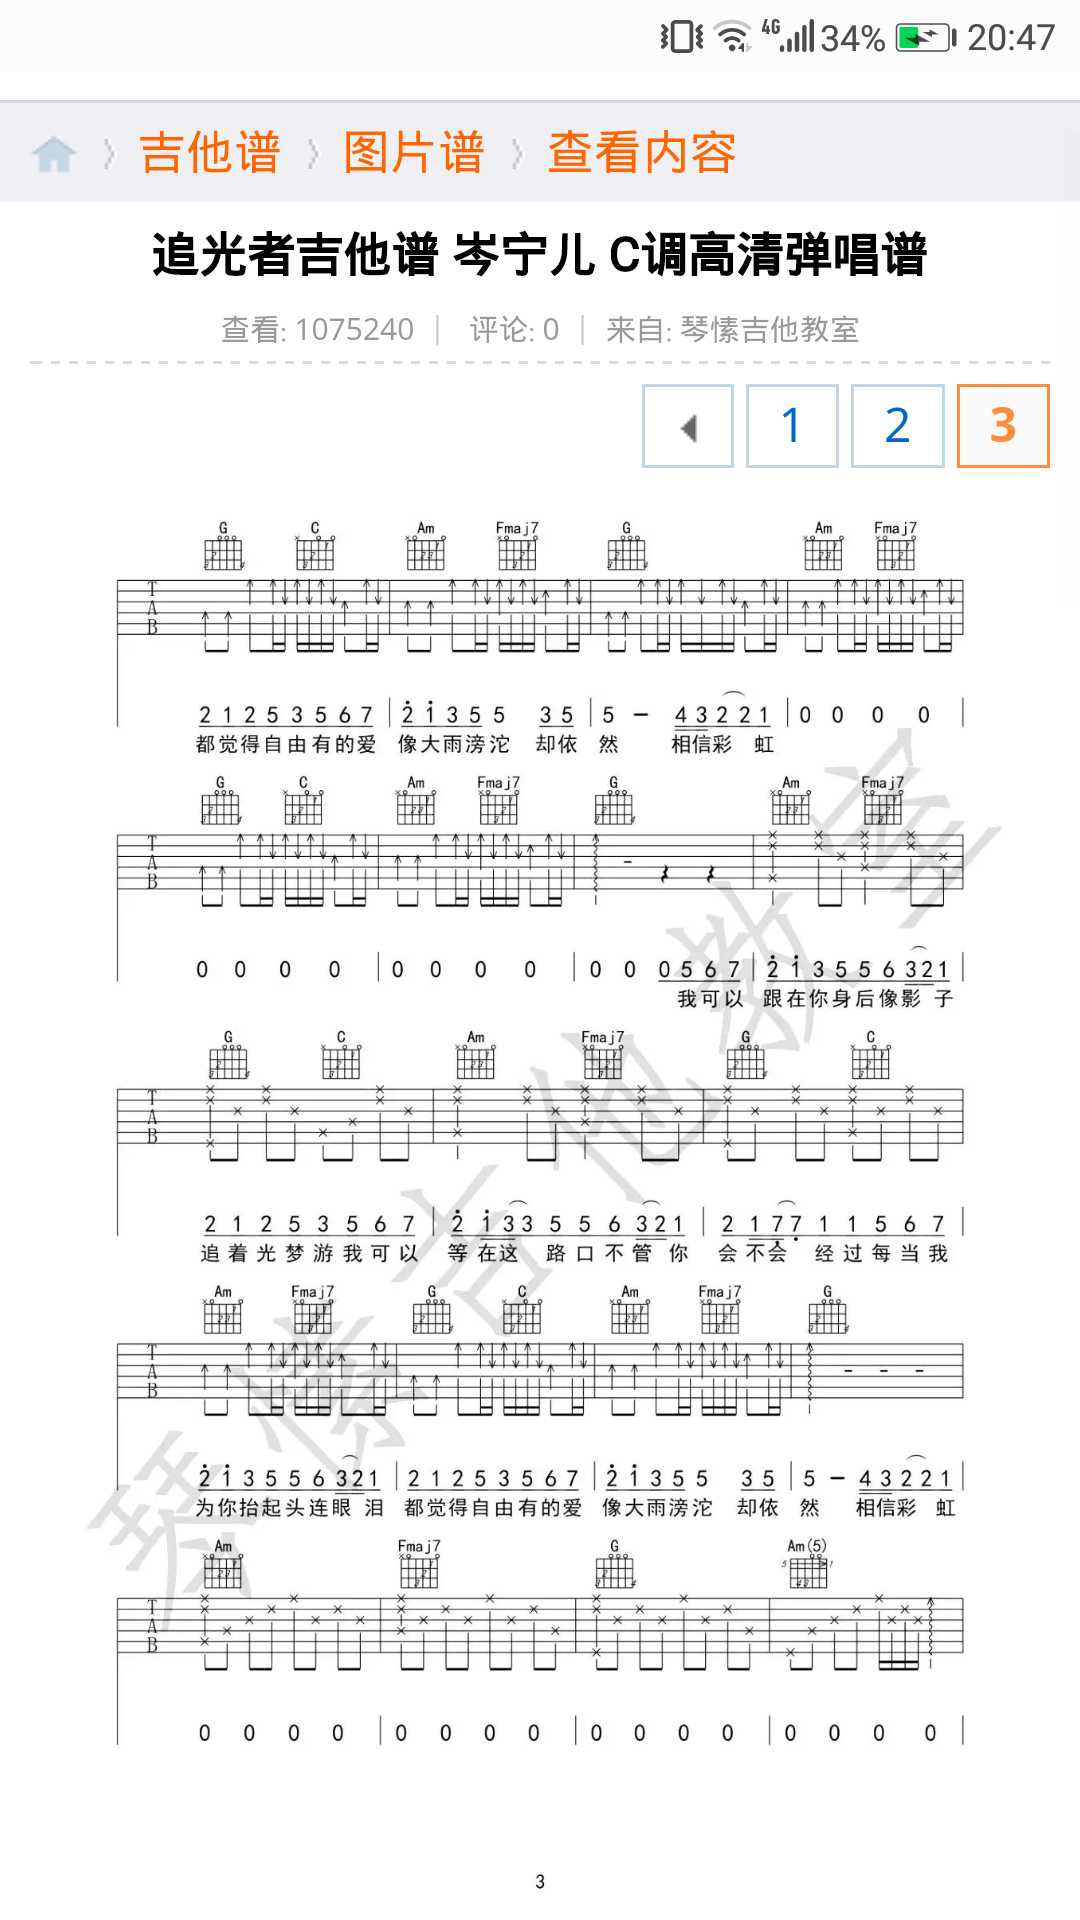 4G 34% 20:47
吉他谱 图片谱 查看内容
追光者吉他谱 岑宁儿 C调高清弹唱谱
查看: 1075240 | 评论: 0 | 来自: 琴愫吉他教室
1 2 3
G C Am Fmaj7 G Am Fmaj7
T
A
B
2 1 2 5 3 5 6 7 | 2 1 3 5 5 3 5 | 5 — 4 3 2 2 1 | 0 0 0 0 |
都觉得自由有的爱 像大雨滂沱 却依 然 相信彩 虹
G C Am Fmaj7 G Am Fmaj7
T
A
B
0 0 0 0 | 0 0 0 0 | 0 0 0 5 6 7 | 2 1 3 5 5 6 3 2 1 |
我可以 跟在你身后像影 子
G C Am Fmaj7 G C
T
A
B
2 1 2 5 3 5 6 7 | 2 1 3 3 5 5 6 3 2 1 | 2 1 7 7 1 1 5 6 7 |
追着光梦游我可以 等在这 路口不管 你 会不会 经过每当我
Am Fmaj7 G C Am Fmaj7 G
T
A
B
2 1 3 5 5 6 3 2 1 | 2 1 2 5 3 5 6 7 | 2 1 3 5 5 3 5 | 5 — 4 3 2 2 1 |
为你抬起头连眼 泪 都觉得自由有的爱 像大雨滂沱 却依 然 相信彩 虹
Am Fmaj7 G Am(5)
T
A
B
0 0 0 0 | 0 0 0 0 | 0 0 0 0 | 0 0 0 0 |
琴愫吉他教室
3